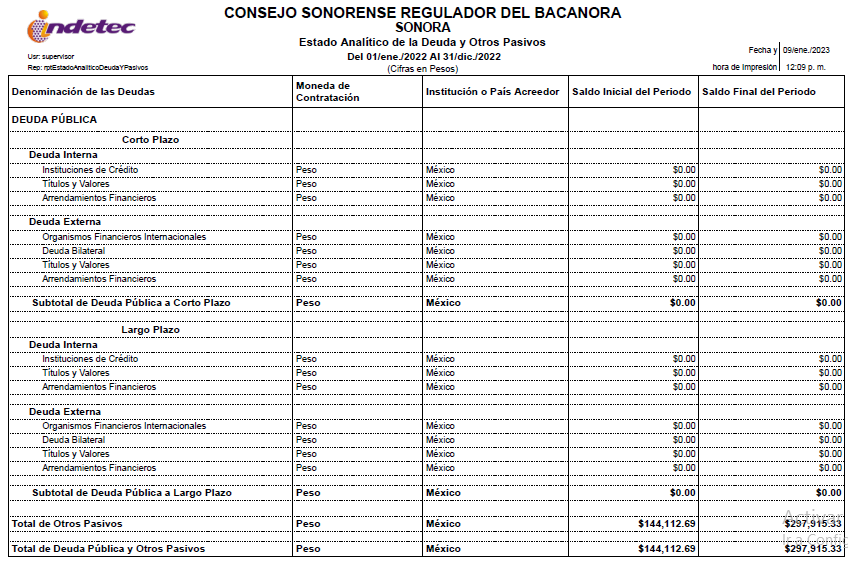 indetec
CONSEJO SONORENSE REGULADOR DEL BACANORA
SONORA
Estado Analítico de la Deuda y Otros Pasivos
Usr: supervisor
Del 01/ene./2022 Al 31/dic./2022
Fecha y 09/ene./2023
Rep: rptEstadoAnaliticoDeudaYPasivos
(Cifras en Pesos)
hora de Impresión 12:09 p. m.
Denominación de las Deudas Moneda de Contratación Institución o País Acreedor Saldo Inicial del Periodo Saldo Final del Periodo
DEUDA PÚBLICA
Corto Plazo
Deuda Interna
Instituciones de Crédito Peso México $0.00 $0.00
Títulos y Valores Peso México $0.00 $0.00
Arrendamientos Financieros Peso México $0.00 $0.00
Deuda Externa
Organismos Financieros Internacionales Peso México $0.00 $0.00
Deuda Bilateral Peso México $0.00 $0.00
Títulos y Valores Peso México $0.00 $0.00
Arrendamientos Financieros Peso México $0.00 $0.00
Subtotal de Deuda Pública a Corto Plazo Peso México $0.00 $0.00
Largo Plazo
Deuda Interna
Instituciones de Crédito Peso México $0.00 $0.00
Títulos y Valores Peso México $0.00 $0.00
Arrendamientos Financieros Peso México $0.00 $0.00
Deuda Externa
Organismos Financieros Internacionales Peso México $0.00 $0.00
Deuda Bilateral Peso México $0.00 $0.00
Títulos y Valores Peso México $0.00 $0.00
Arrendamientos Financieros Peso México $0.00 $0.00
Subtotal de Deuda Pública a Largo Plazo Peso México $0.00 $0.00
Activar
Total de Otros Pasivos Peso México $144,112.69 $297,915.33
Ir a Config
Total de Deuda Pública y Otros Pasivos Peso México $144,112.69 $297,915.33